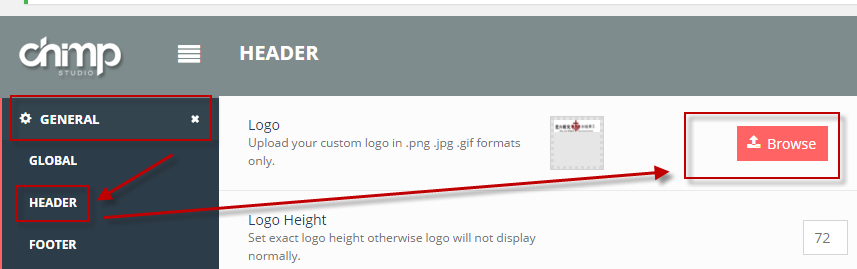 chimp
STUDIO
HEADER
GENERAL
GLOBAL
HEADER
FOOTER
Logo
Upload your custom logo in .png .jpg .gif formats
only.
Browse
Logo Height
Set exact logo height otherwise logo will not display
normally.
72